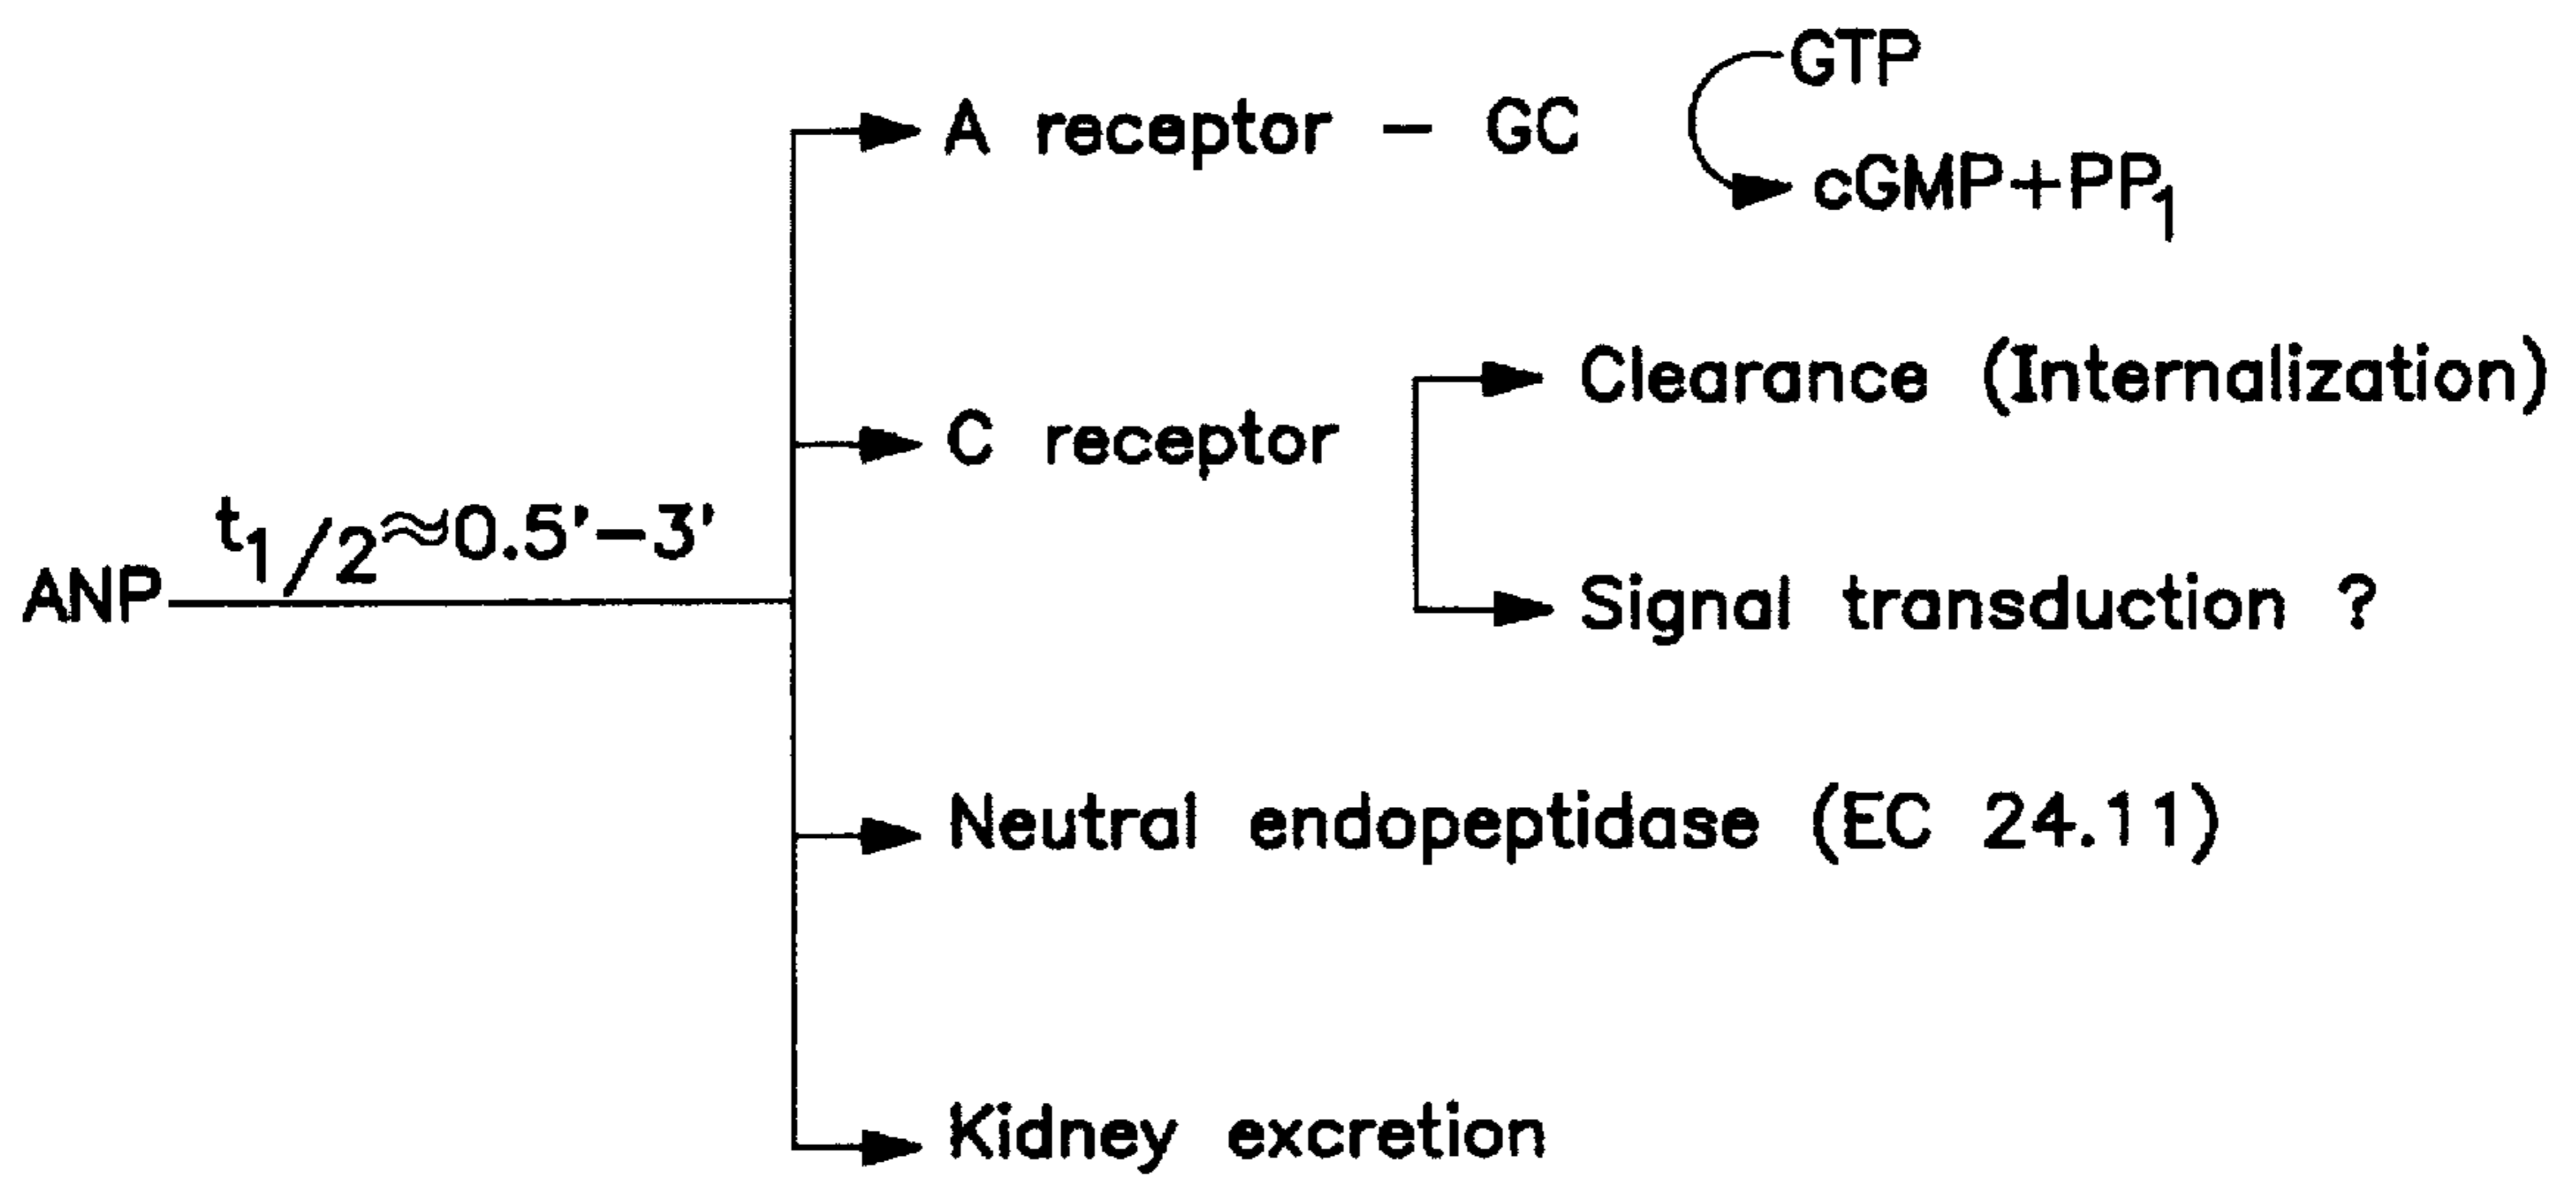 GTP
A receptor - GC
cGMP+PP1
Clearance (Internalization)
C receptor
t1/2≈0.5'-3'
ANP
Signal transduction ?
Neutral endopeptidase (EC 24.11)
Kidney excretion